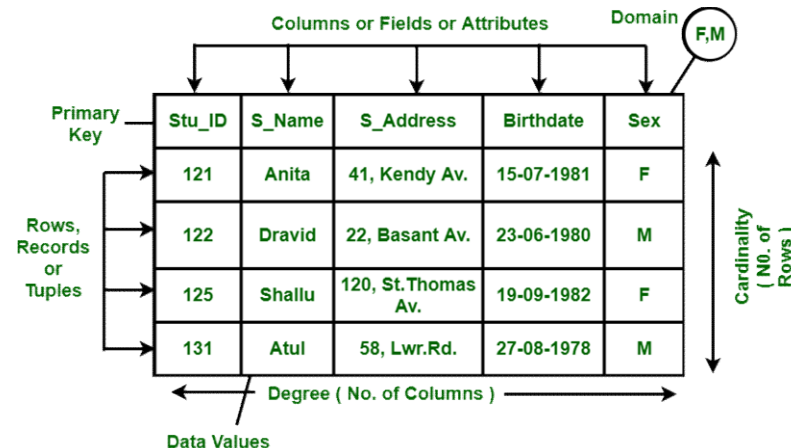 Columns or Fields or Attributes
Domain
F,M
Primary
Key
Stu_ID S_Name S_Address Birthdate Sex
121 Anita 41, Kendy Av. 15-07-1981 F
Rows,
Records
or
Tuples
122 Dravid 22, Basant Av. 23-06-1980 M
125 Shallu 120, St.Thomas
Av. 19-09-1982 F
131 Atul 58, Lwr.Rd. 27-08-1978 M
Cardinality
( N0. of
Rows )
Degree ( No. of Columns )
Data Values